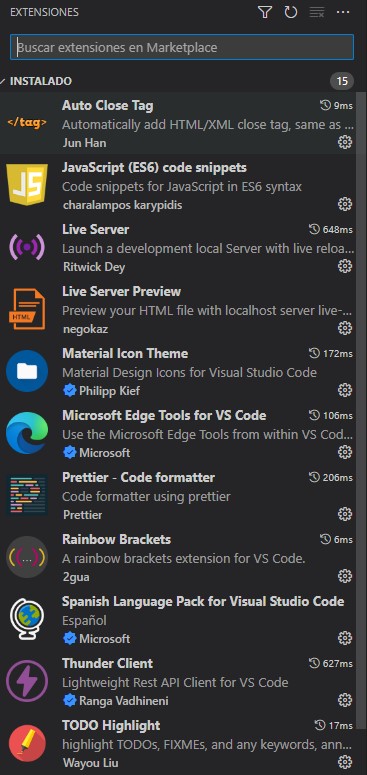 EXTENSIONES
Buscar extensiones en Marketplace
INSTALADO 15
</tag>
Auto Close Tag 9ms
Automatically add HTML/XML close tag, same as ...
Jun Han
JS
JavaScript (ES6) code snippets
Code snippets for JavaScript in ES6 syntax
charalampos karypidis
Live Server 648ms
Launch a development local Server with live reloa...
Ritwick Dey
HTML
Live Server Preview
Preview your HTML file with localhost server live-...
negokaz
Material Icon Theme 172ms
Material Design Icons for Visual Studio Code
Philipp Kief
Microsoft Edge Tools for VS Code 106ms
Use the Microsoft Edge Tools from within VS Cod...
Microsoft
Prettier - Code formatter 206ms
Code formatter using prettier
Prettier
(...)
Rainbow Brackets 6ms
A rainbow brackets extension for VS Code.
2gua
Spanish Language Pack for Visual Studio Code
Español
Microsoft
Thunder Client 627ms
Lightweight Rest API Client for VS Code
Ranga Vadhineni
TODO Highlight 17ms
highlight TODOs, FIXMEs, and any keywords, ann...
Wayou Liu